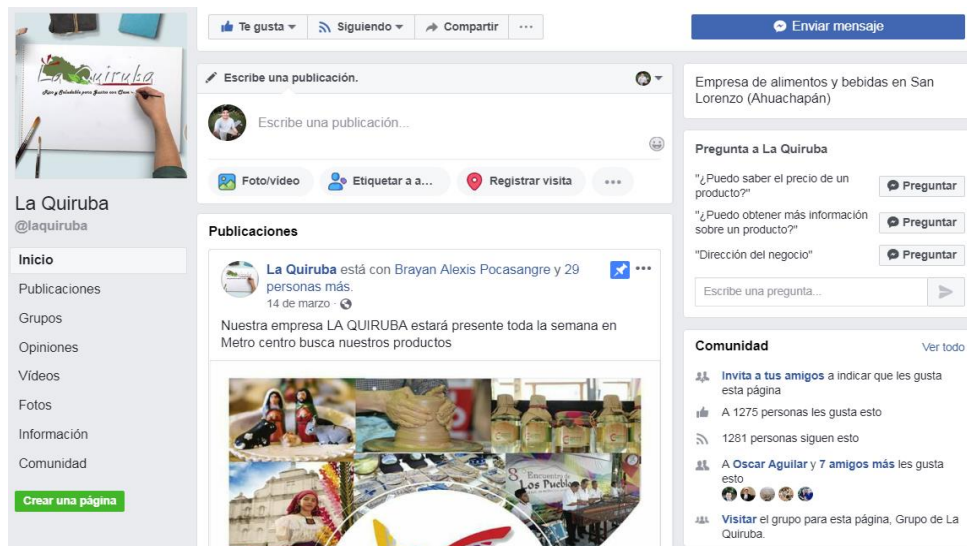 La Quiruba
Te gusta
Siguiendo
Compartir
Enviar mensaje
La Quiruba
@laquiruba
Inicio
Publicaciones
Grupos
Opiniones
Vídeos
Fotos
Información
Comunidad
Crear una página
Escribe una publicación.
Escribe una publicación...
Foto/video
Etiquetar a a...
Registrar visita
Publicaciones
La Quiruba está con Brayan Alexis Pocasangre y 29
personas más.
14 de marzo ·
Nuestra empresa LA QUIRUBA estará presente toda la semana en
Metro centro busca nuestros productos
8 Encuentro de
Los Pueblos
Empresa de alimentos y bebidas en San
Lorenzo (Ahuachapán)
Pregunta a La Quiruba
"¿Puedo saber el precio de un
producto?"
Preguntar
"¿Puedo obtener más información
sobre un producto?"
Preguntar
"Dirección del negocio"
Preguntar
Escribe una pregunta...
Comunidad
Ver todo
Invita a tus amigos a indicar que les gusta
esta página
A 1275 personas les gusta esto
1281 personas siguen esto
A Oscar Aguilar y 7 amigos más les gusta
esto
Visitar el grupo para esta página, Grupo de La
Quiruba.